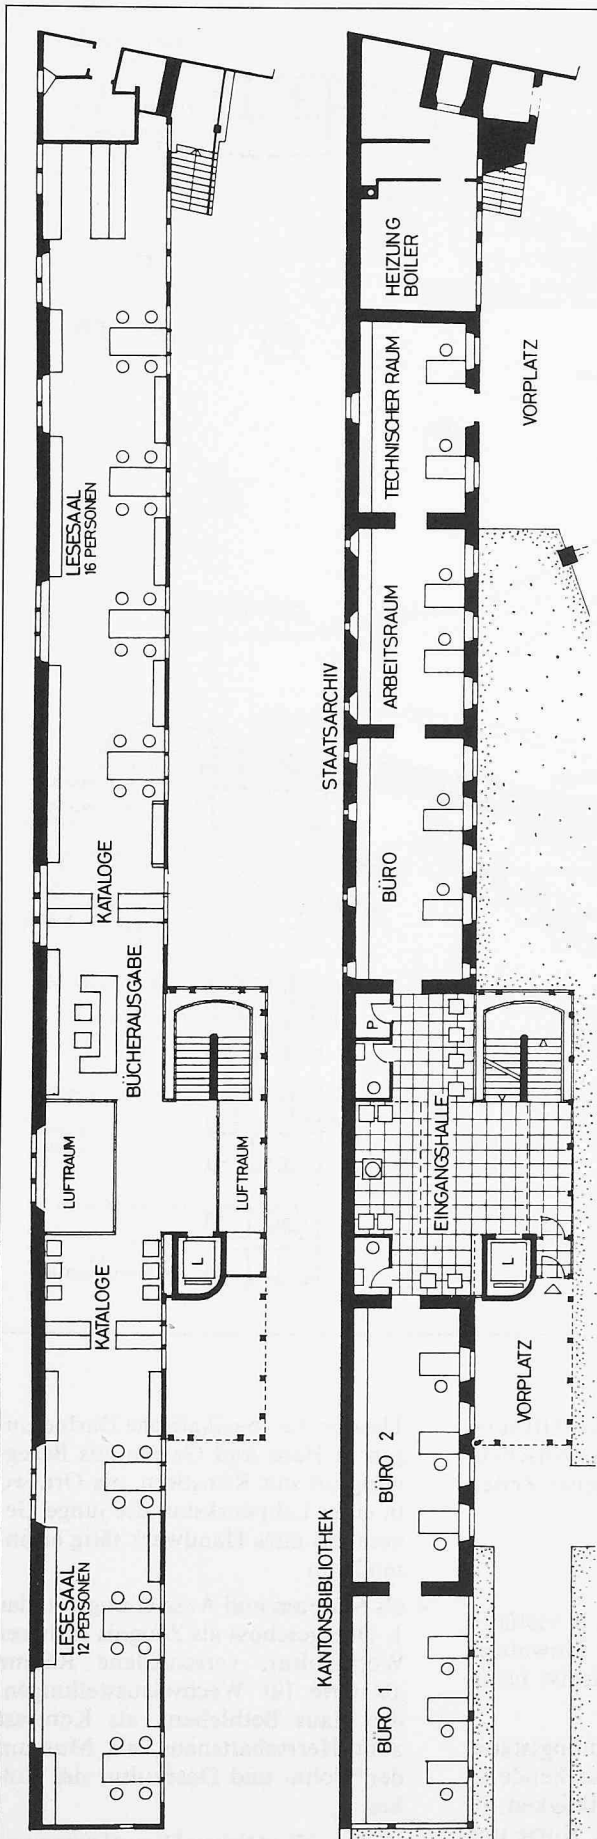 LESESAAL
12 PERSONEN
KATALOGE
LUFTRAUM
LUFTRAUM
L
BÜCHERAUSGABE
KATALOGE
LESESAAL
16 PERSONEN
KANTONSBIBLIOTHEK
STAATSARCHIV
BÜRO 1
BÜRO 2
VORPLATZ
L
EINGANGSHALLE
P
BÜRO
ARBEITSRAUM
TECHNISCHER RAUM
HEIZUNG
BOILER
VORPLATZ